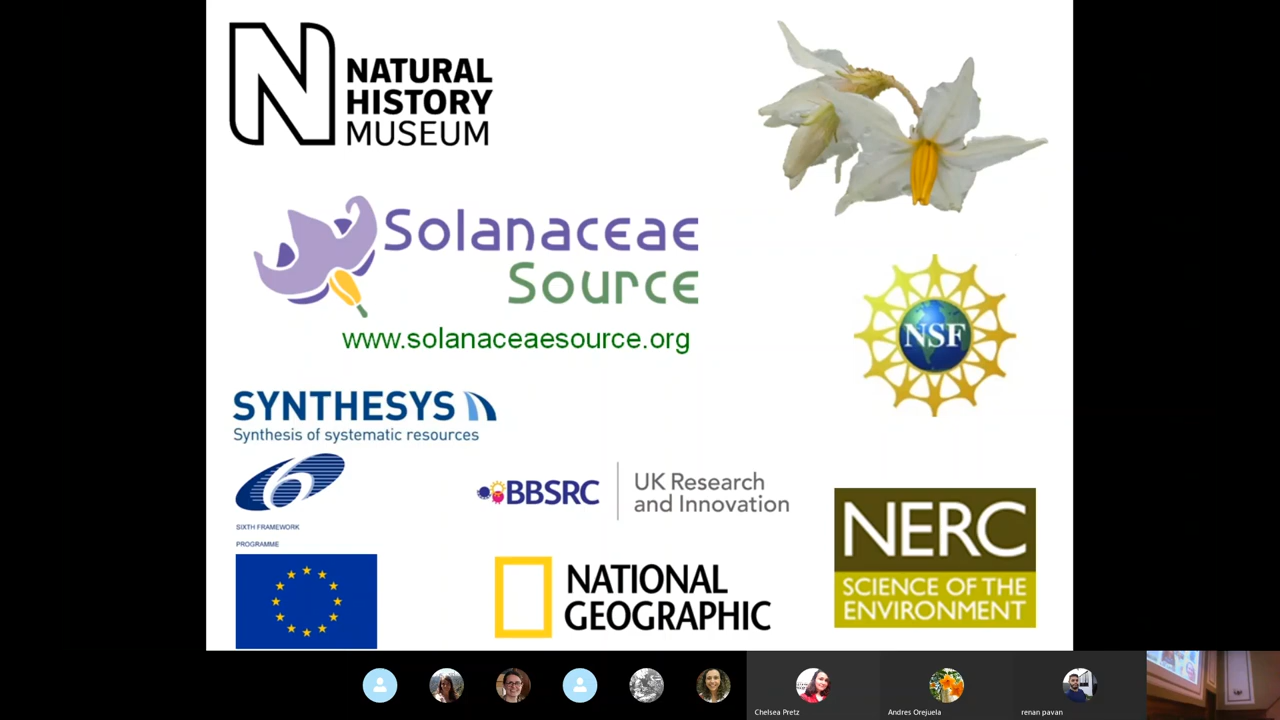 NATURAL
HISTORY
MUSEUM
Solanaceae
Source
www.solanaceaesource.org
NSF
SYNTHESYS
Synthesis of systematic resources
6
SIXTH FRAMEWORK
PROGRAMME
BBSRC
UK Research
and Innovation
NERC
SCIENCE OF THE
ENVIRONMENT
NATIONAL
GEOGRAPHIC
Chelsea Pretz
Andres Orejuela
renan pavan